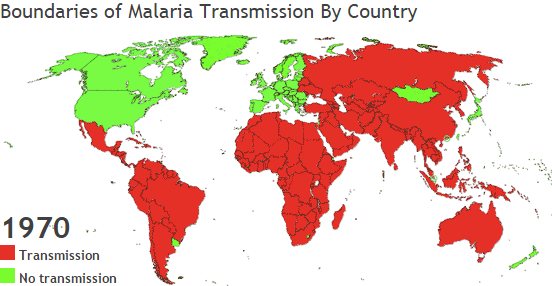 Boundaries of Malaria Transmission By Country
1970
Transmission
No transmission